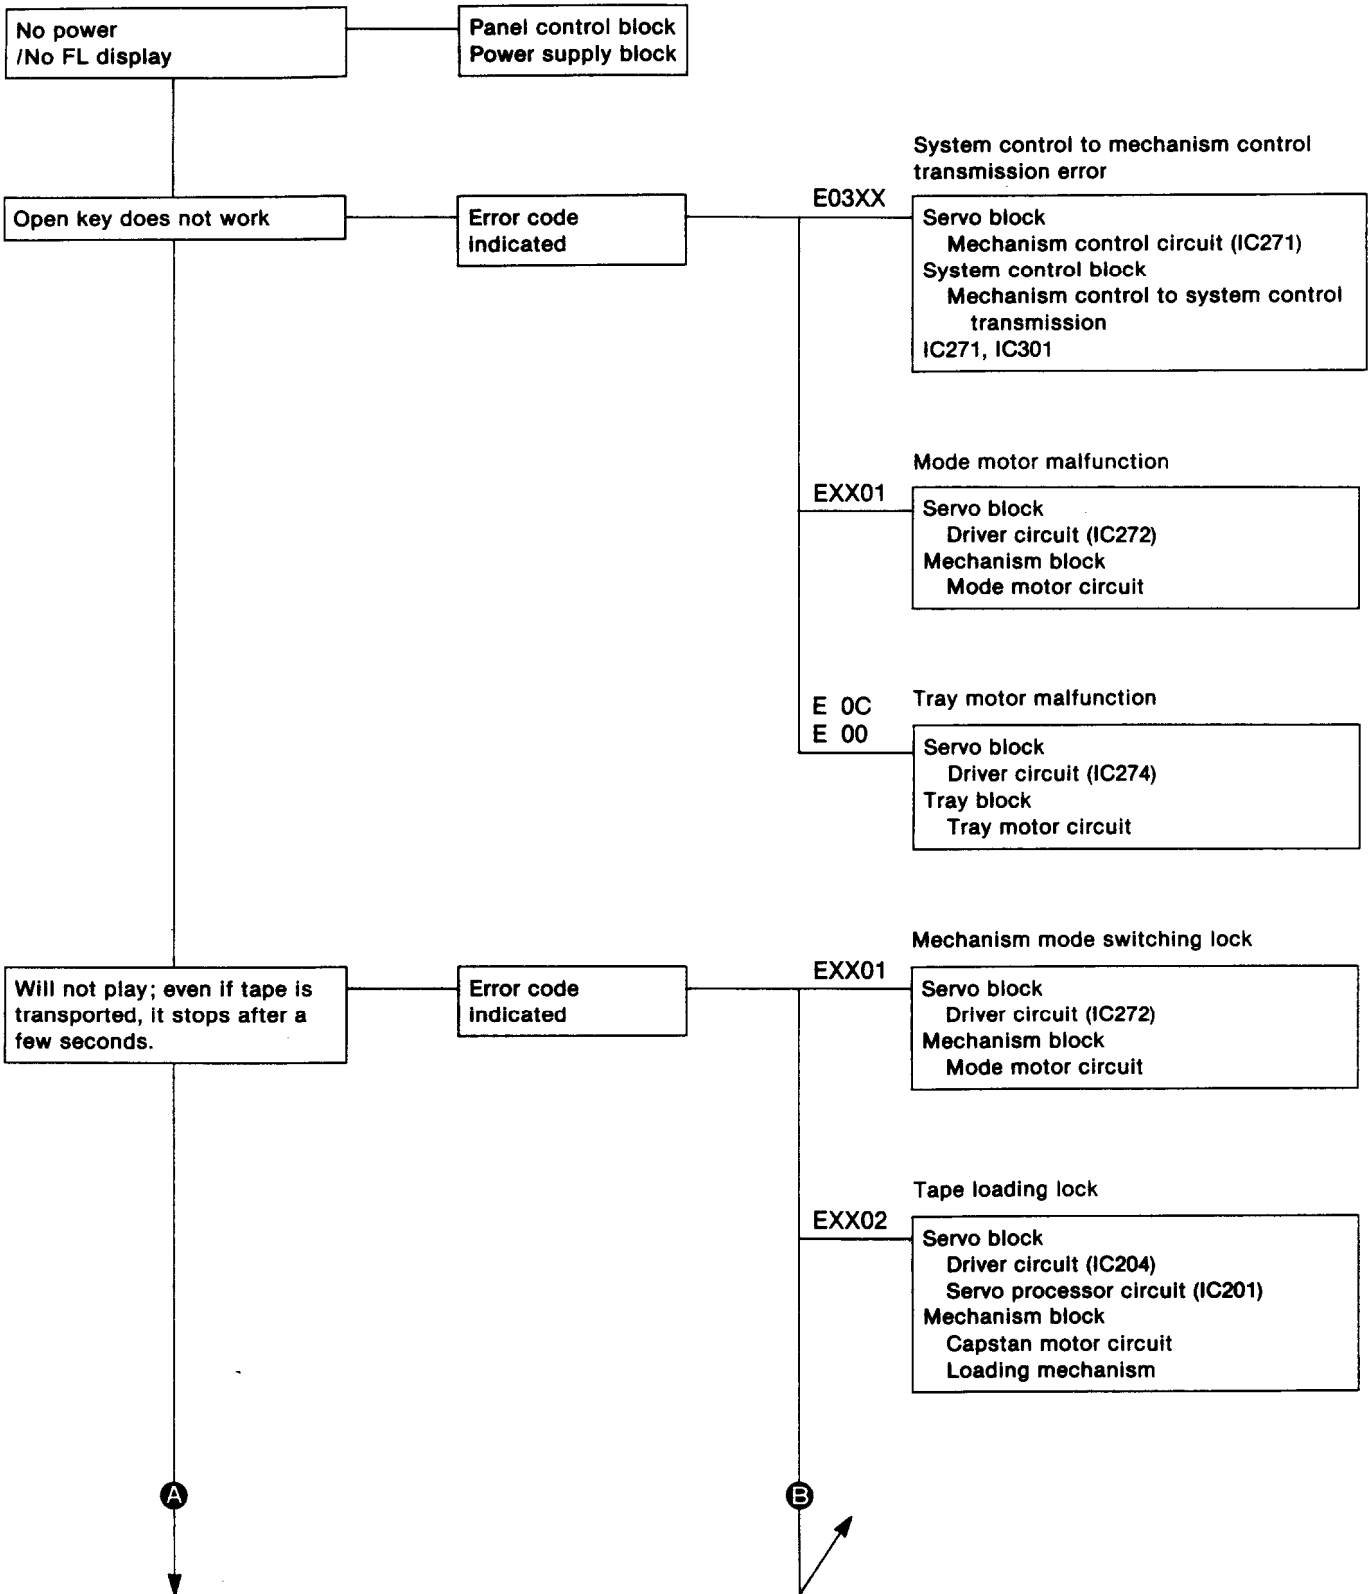 No power
/No FL display
Panel control block
Power supply block
Open key does not work
Error code
indicated
E03XX
System control to mechanism control
transmission error
Servo block
Mechanism control circuit (IC271)
System control block
Mechanism control to system control
transmission
IC271, IC301
EXX01
Mode motor malfunction
Servo block
Driver circuit (IC272)
Mechanism block
Mode motor circuit
E 0C
E 00
Tray motor malfunction
Servo block
Driver circuit (IC274)
Tray block
Tray motor circuit
Will not play; even if tape is
transported, it stops after a
few seconds.
Error code
indicated
EXX01
Mechanism mode switching lock
Servo block
Driver circuit (IC272)
Mechanism block
Mode motor circuit
EXX02
Tape loading lock
Servo block
Driver circuit (IC204)
Servo processor circuit (IC201)
Mechanism block
Capstan motor circuit
Loading mechanism
A
B